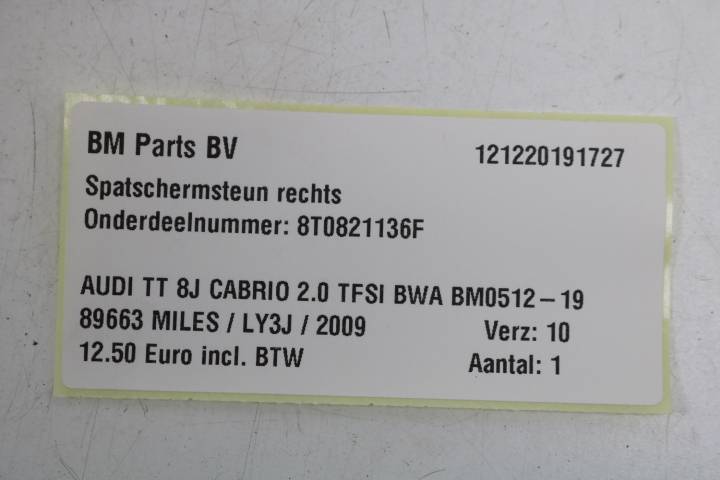 BM Parts BV 121220191727
Spatschermsteun rechts
Onderdeelnummer: 8T0821136F
AUDI TT 8J CABRIO 2.0 TFSI BWA BM0512-19
89663 MILES / LY3J / 2009 Verz: 10
12.50 Euro incl. BTW Aantal: 1